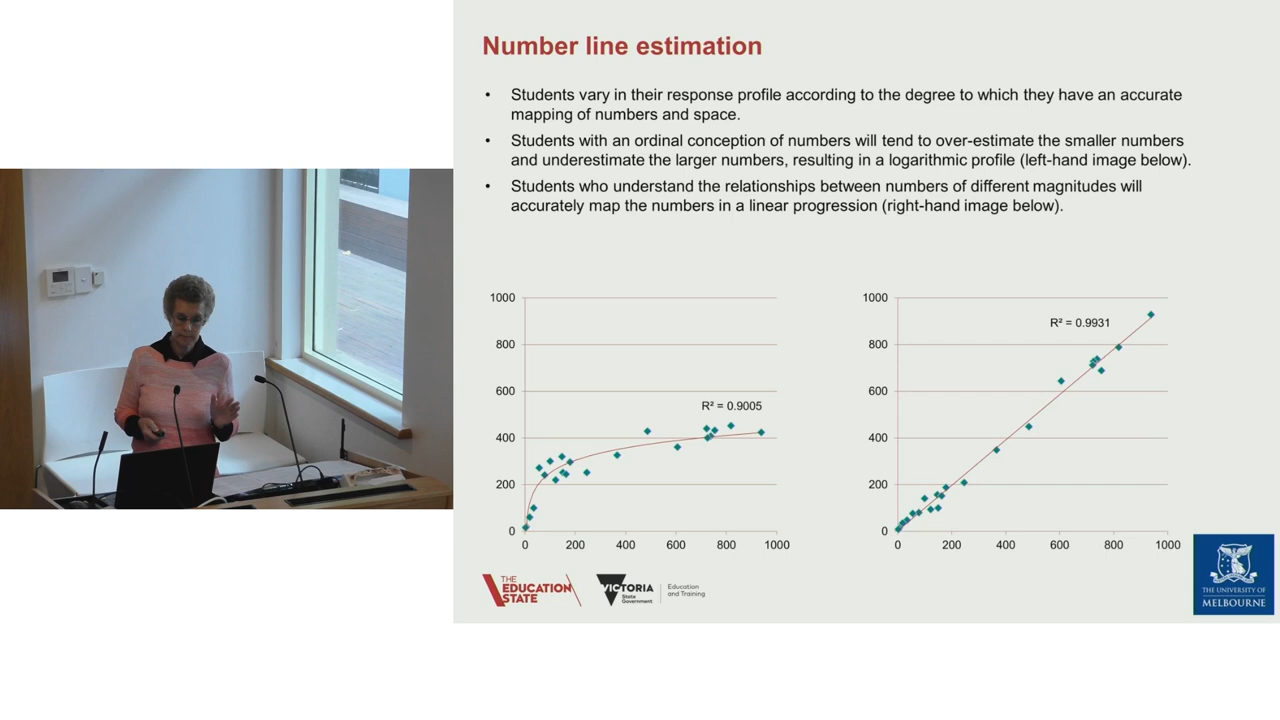 Number line estimation
• Students vary in their response profile according to the degree to which they have an accurate
mapping of numbers and space.
• Students with an ordinal conception of numbers will tend to over-estimate the smaller numbers
and underestimate the larger numbers, resulting in a logarithmic profile (left-hand image below).
• Students who understand the relationships between numbers of different magnitudes will
accurately map the numbers in a linear progression (right-hand image below).
1000
800
600
400
200
0
R² = 0.9005
0 200 400 600 800 1000
1000
800
600
400
200
0
R² = 0.9931
0 200 400 600 800 1000
THE
EDUCATION
STATE
VICTORIA
State
Government
Education
and Training
THE UNIVERSITY OF
MELBOURNE